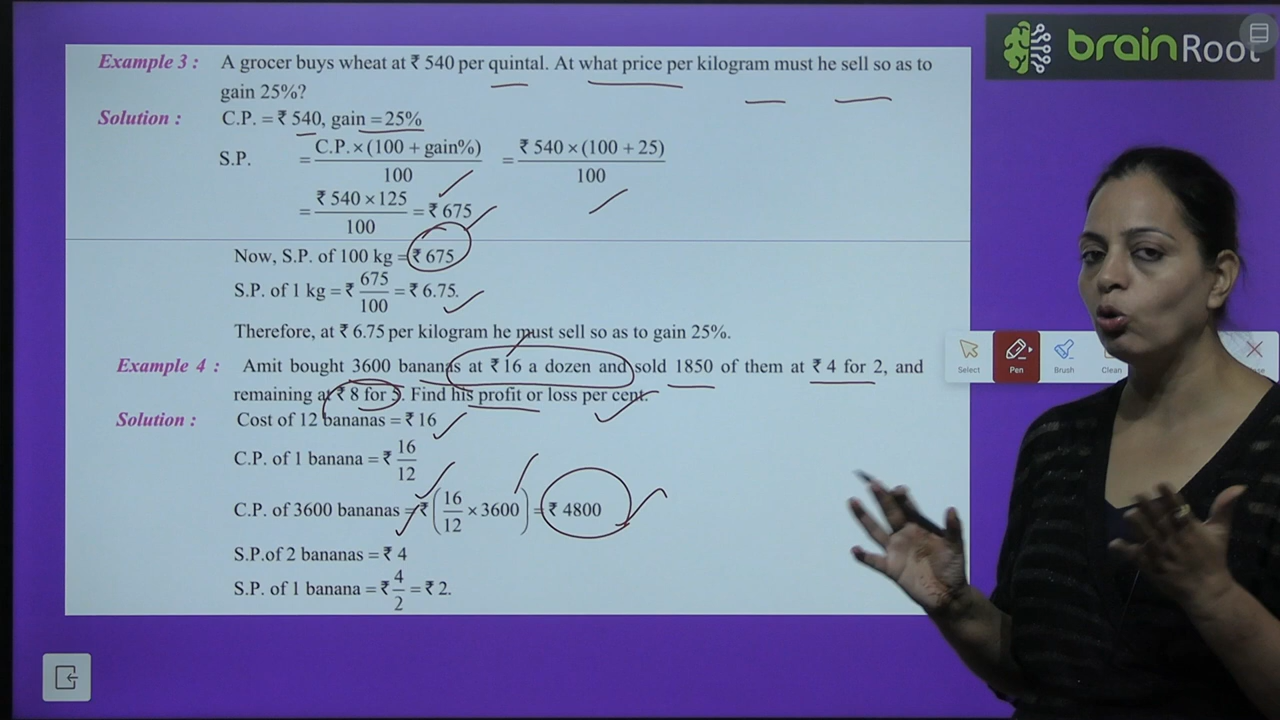 brainRoot
Example 3 : A grocer buys wheat at ₹ 540 per quintal. At what price per kilogram must he sell so as to
gain 25%?
Solution : C.P. = ₹ 540, gain = 25%
S.P. = C.P. × (100 + gain%) / 100 = ₹ 540 × (100 + 25) / 100
= ₹ 540 × 125 / 100 = ₹ 675
Now, S.P. of 100 kg = ₹ 675
S.P. of 1 kg = ₹ 675 / 100 = ₹ 6.75.
Therefore, at ₹ 6.75 per kilogram he must sell so as to gain 25%.
Example 4 : Amit bought 3600 bananas at ₹ 16 a dozen and sold 1850 of them at ₹ 4 for 2, and
remaining at ₹ 8 for 5. Find his profit or loss per cent.
Solution : Cost of 12 bananas = ₹ 16
C.P. of 1 banana = ₹ 16 / 12
C.P. of 3600 bananas = ₹ (16 / 12 × 3600) = ₹ 4800
S.P.of 2 bananas = ₹ 4
S.P. of 1 banana = ₹ 4 / 2 = ₹ 2.
Select Pen Brush Clean